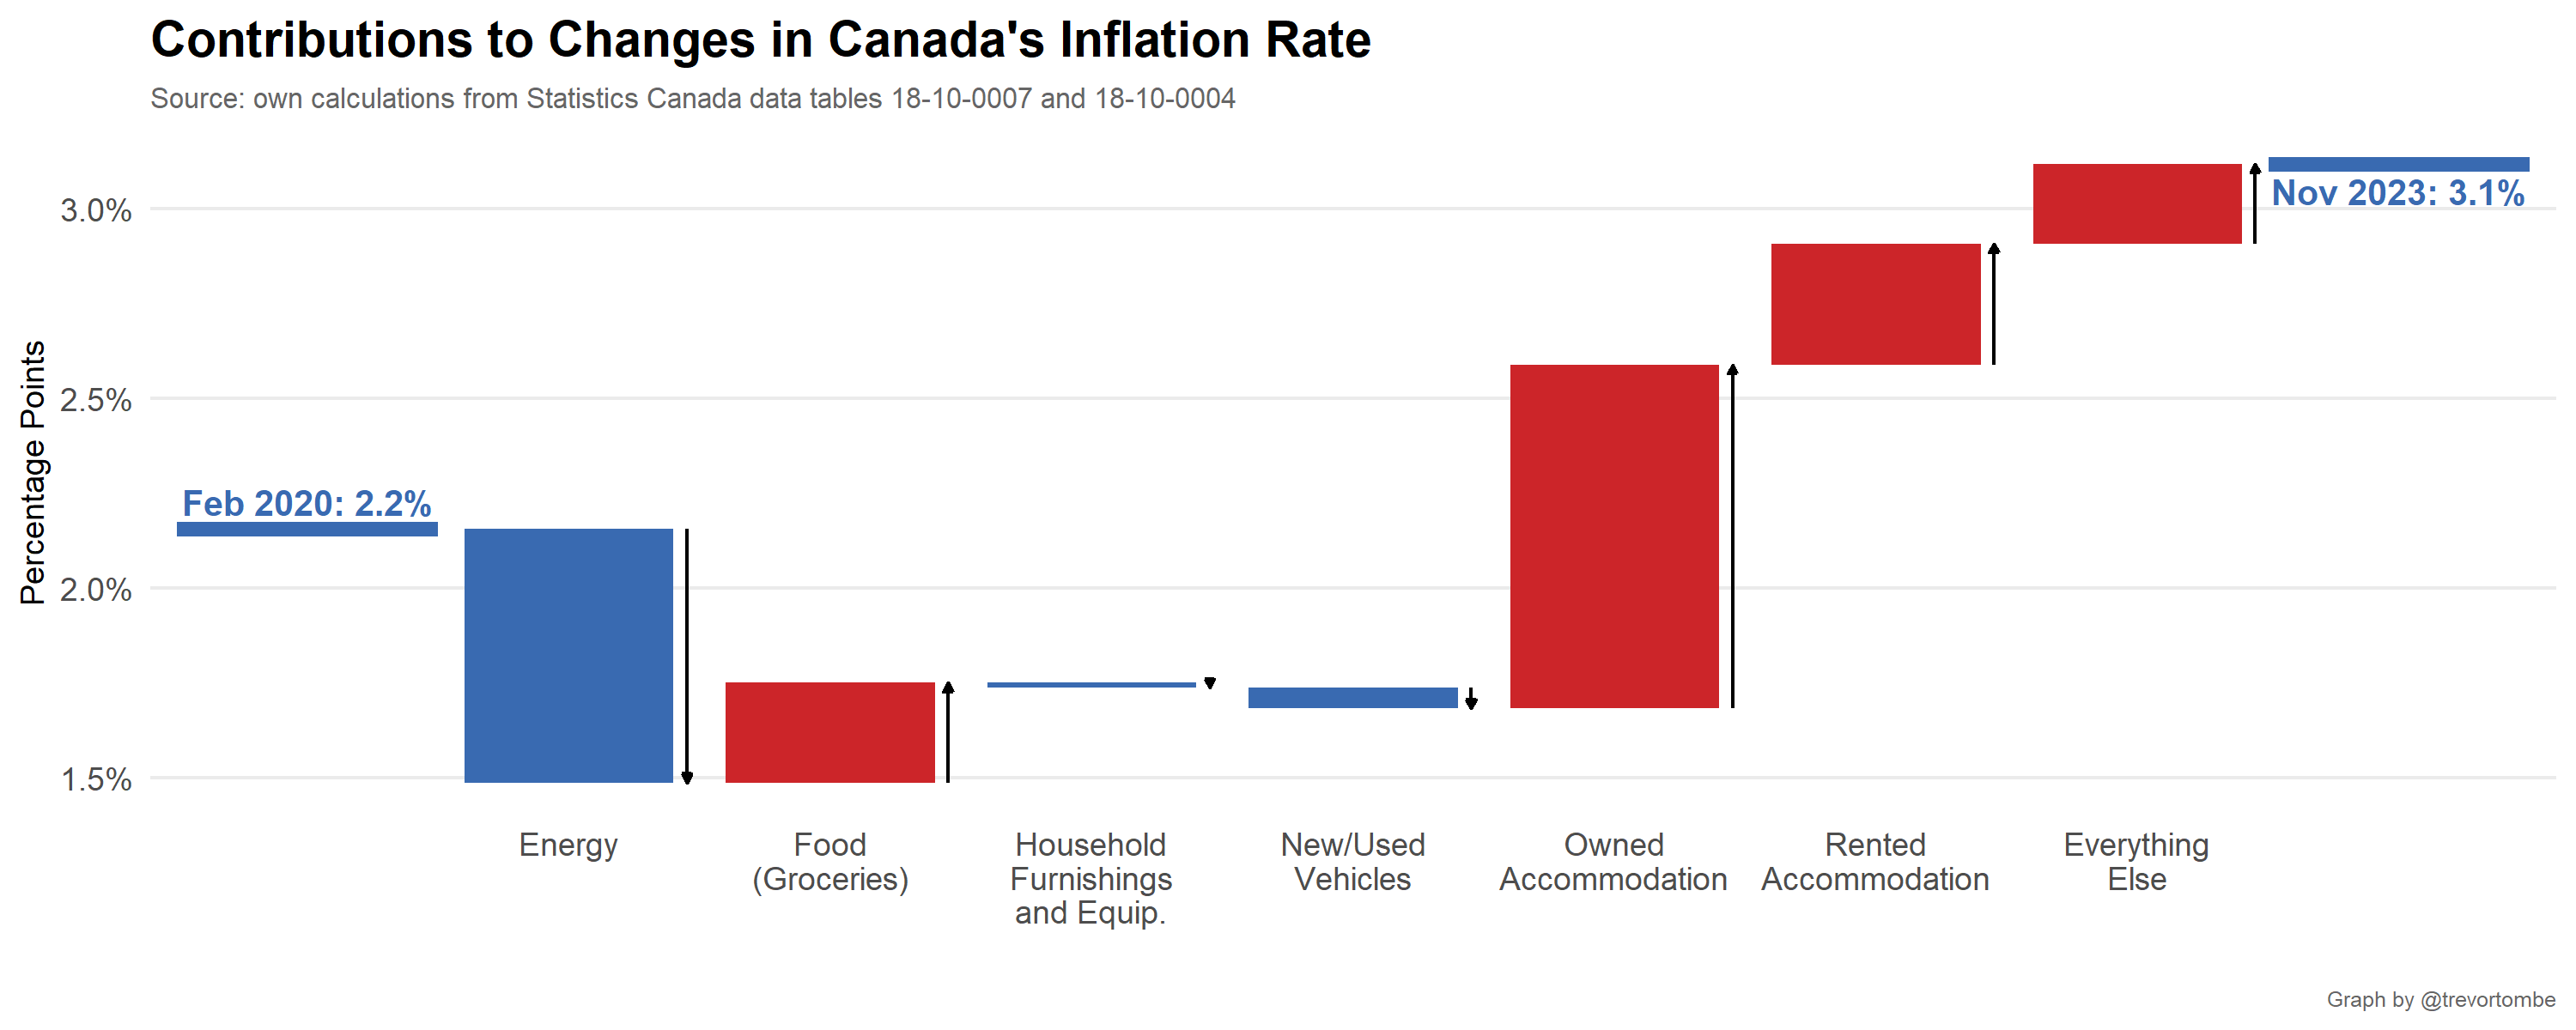 Contributions to Changes in Canada's Inflation Rate
Source: own calculations from Statistics Canada data tables 18-10-0007 and 18-10-0004
Percentage Points
3.0%
2.5%
2.0%
1.5%
Feb 2020: 2.2%
Nov 2023: 3.1%
Energy
Food
(Groceries)
Household
Furnishings
and Equip.
New/Used
Vehicles
Owned
Accommodation
Rented
Accommodation
Everything
Else
Graph by @trevortombe